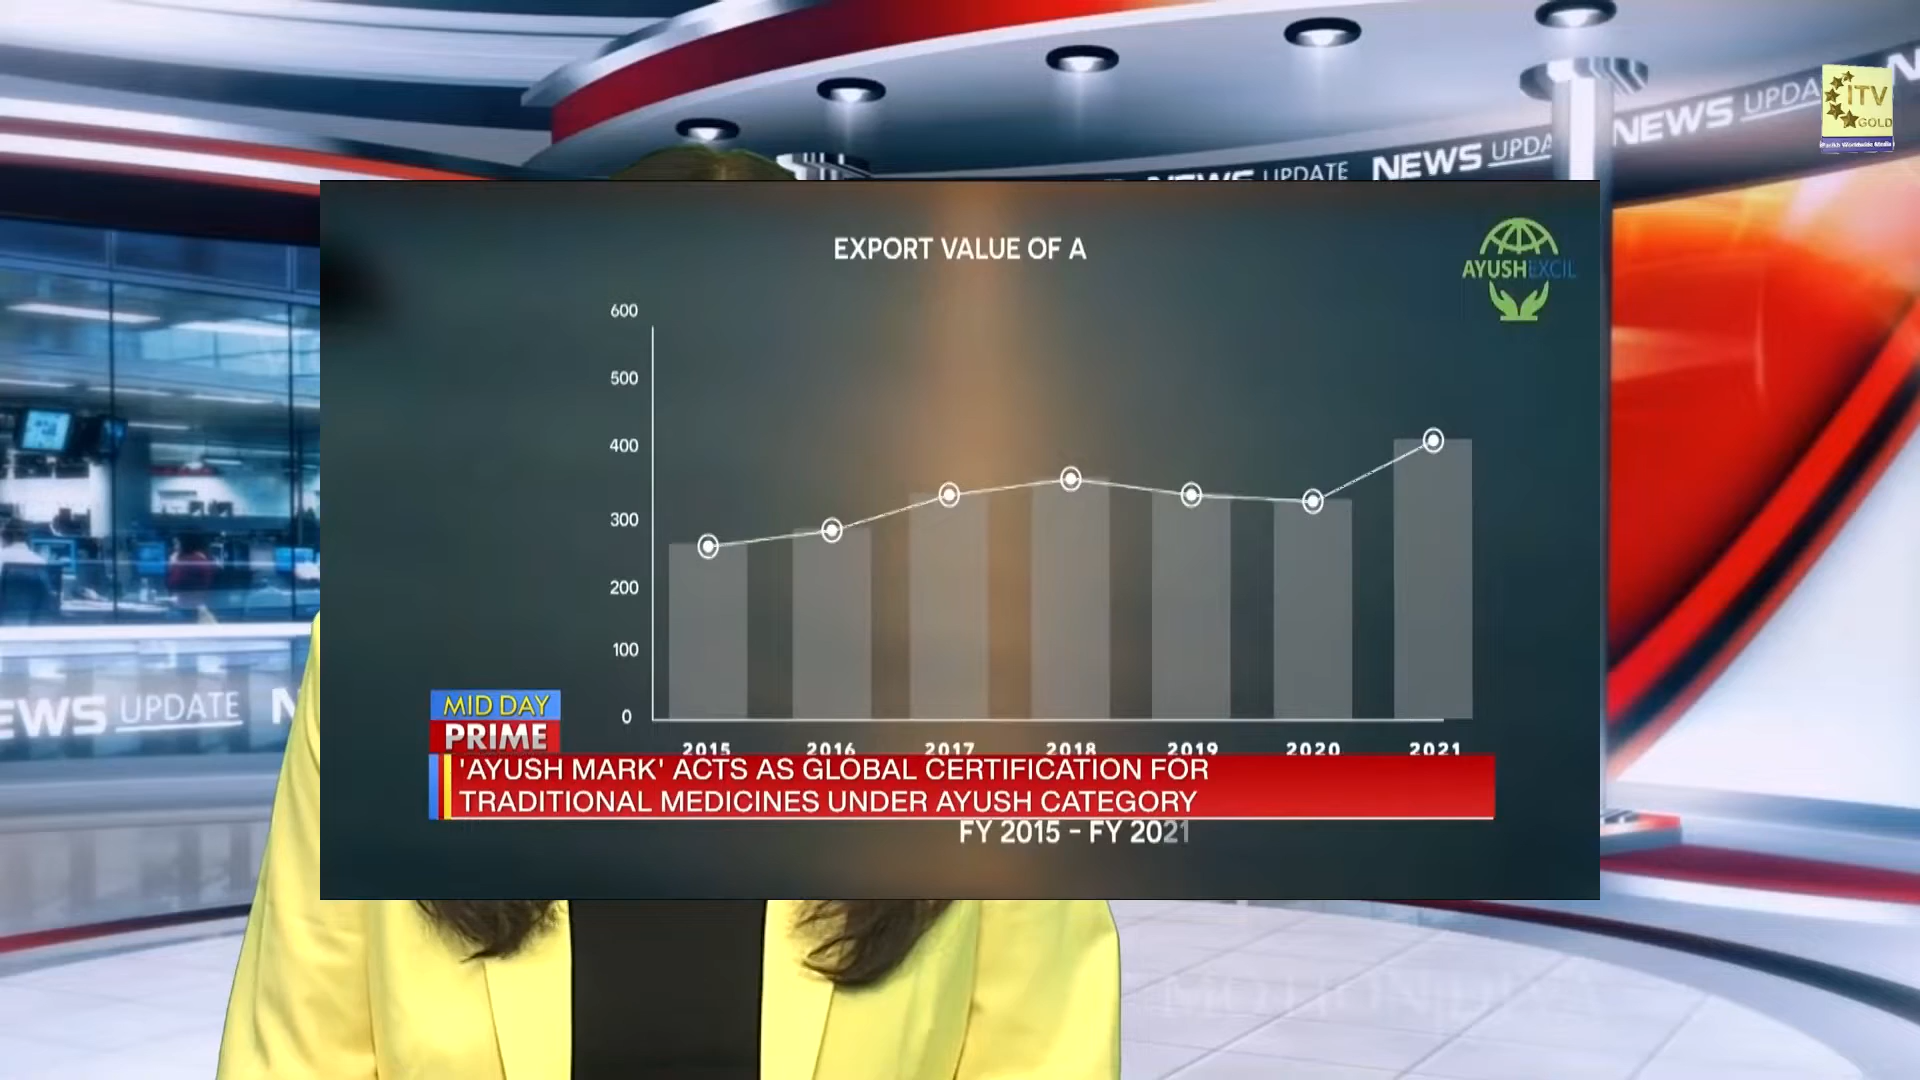 NEWS UPDA
NEWS UPDA
NEWS UPDATE
ITV
GOLD
EXPORT VALUE OF A
AYUSHEXCIL
600
500
400
300
200
100
0
2015 2016 2017 2018 2019 2020 2021
EWS UPDATE N
MID DAY
PRIME
'AYUSH MARK' ACTS AS GLOBAL CERTIFICATION FOR
TRADITIONAL MEDICINES UNDER AYUSH CATEGORY
FY 2015 - FY 2021